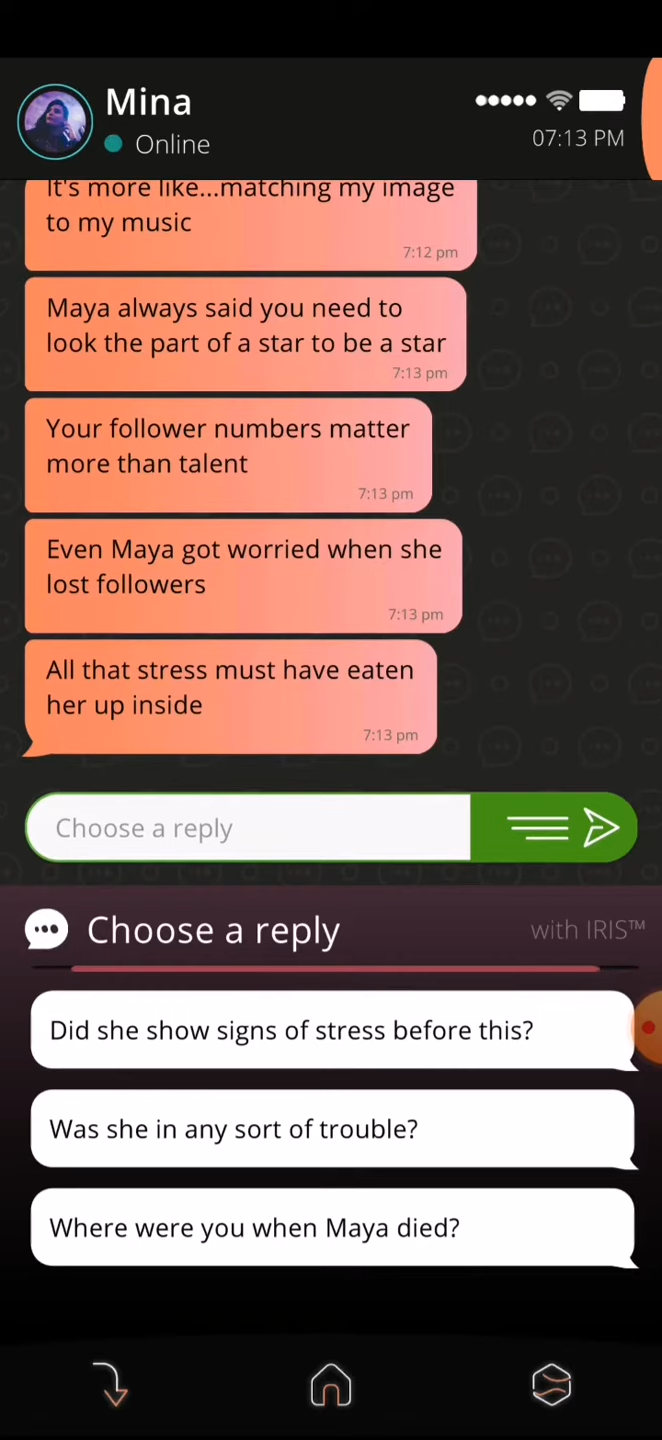 Mina
Online
07:13 PM
It's more like...matching my image
to my music
7:12 pm
Maya always said you need to
look the part of a star to be a star
7:13 pm
Your follower numbers matter
more than talent
7:13 pm
Even Maya got worried when she
lost followers
7:13 pm
All that stress must have eaten
her up inside
7:13 pm
Choose a reply
Choose a reply
with IRIS™
Did she show signs of stress before this?
Was she in any sort of trouble?
Where were you when Maya died?